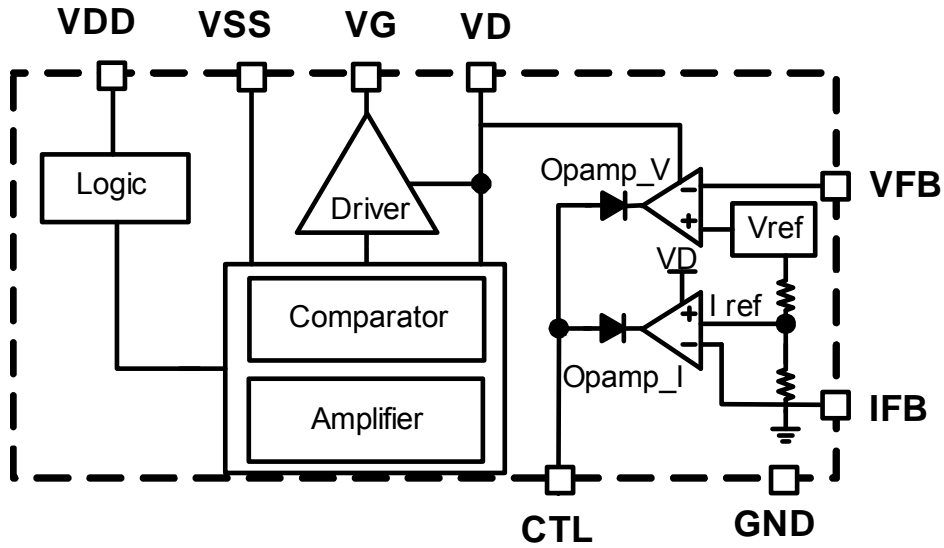 VDD VSS VG VD
Logic
Driver
Opamp_V
VFB
Vref
VD
Comparator
I ref
Opamp_I
Amplifier
IFB
CTL
GND